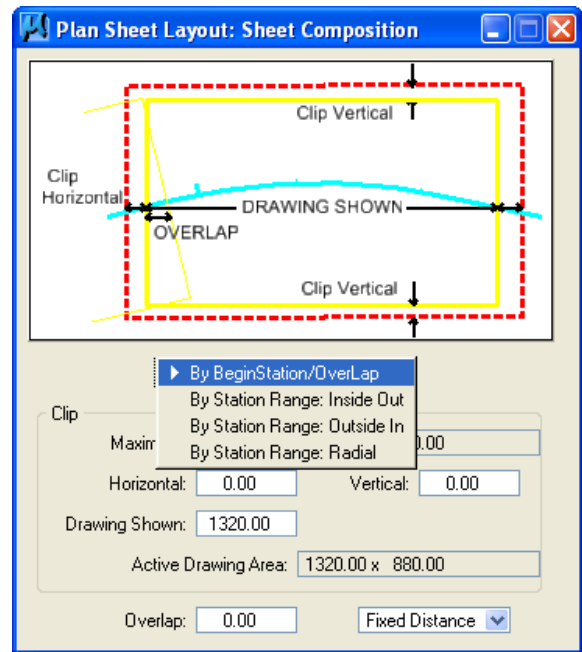 Plan Sheet Layout: Sheet Composition
Clip Vertical
Clip
Horizontal
DRAWING SHOWN
OVERLAP
Clip Vertical
By BeginStation/OverLap
By Station Range: Inside Out
By Station Range: Outside In
By Station Range: Radial
Clip
Horizontal: 0.00 Vertical: 0.00
Drawing Shown: 1320.00
Active Drawing Area: 1320.00 x 880.00
Overlap: 0.00 Fixed Distance